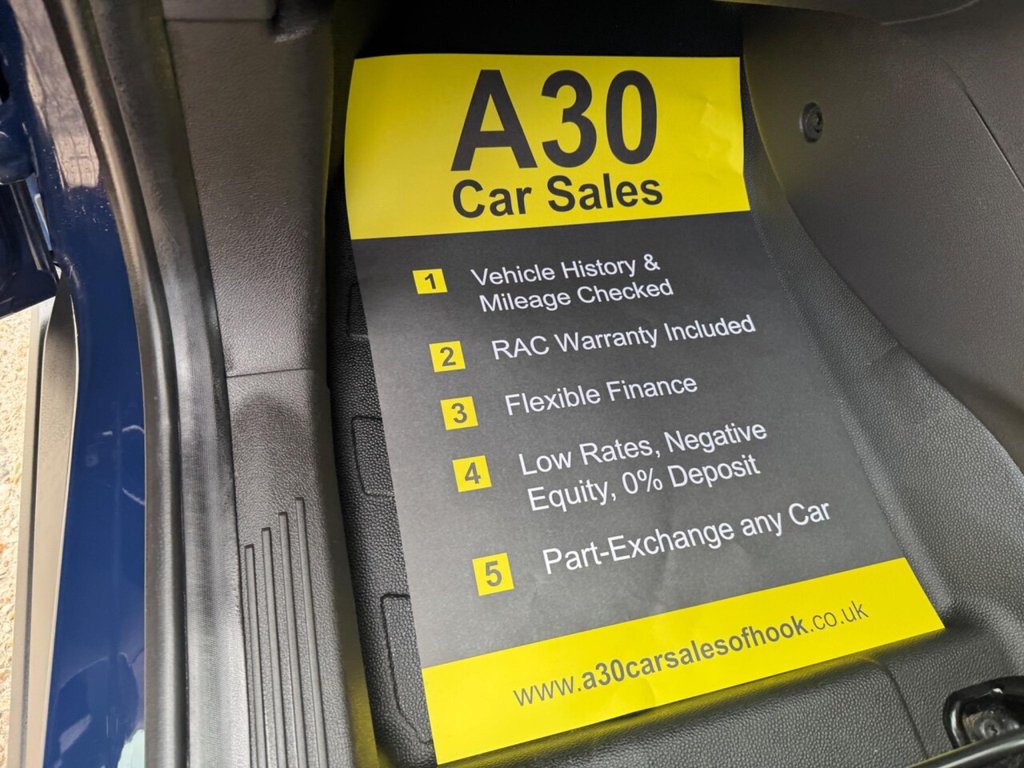 A30
Car Sales
1 Vehicle History &
Mileage Checked
2 RAC Warranty Included
3 Flexible Finance
4 Low Rates, Negative
Equity, 0% Deposit
5 Part-Exchange any Car
www.a30carsalesofhook.co.uk